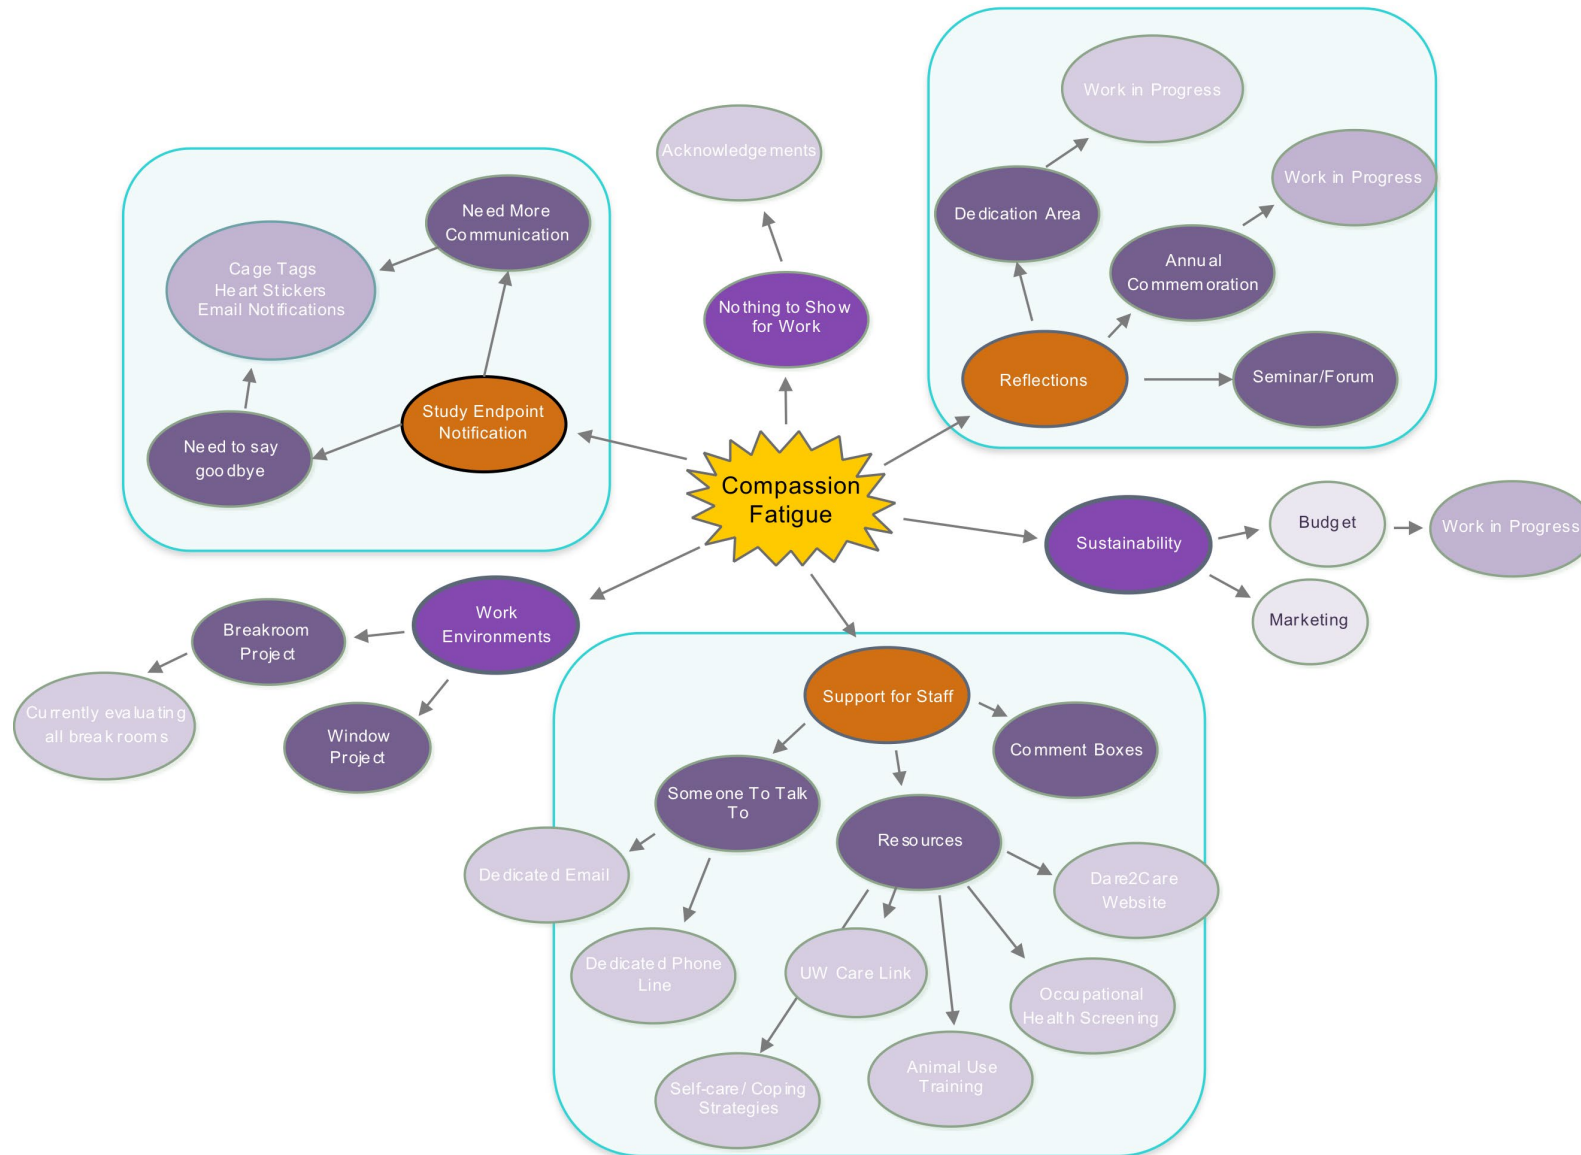 Work in Progress
Acknowledgements
Work in Progress
Need More
Communication
Dedication Area
Cage Tags
Heart Stickers
Email Notifications
Annual
Commemoration
Nothing to Show
for Work
Reflections
Seminar/Forum
Study Endpoint
Notification
Need to say
goodbye
Compassion
Fatigue
Sustainability
Budget
Work in Progress
Marketing
Work
Environments
Breakroom
Project
Currently evaluating
all breakrooms
Window
Project
Support for Staff
Comment Boxes
Someone To Talk
To
Resources
Dedicated Email
Dare2Care
Website
Dedicated Phone
Line
UW Care Link
Occupational
Health Screening
Animal Use
Training
Self-care / Coping
Strategies